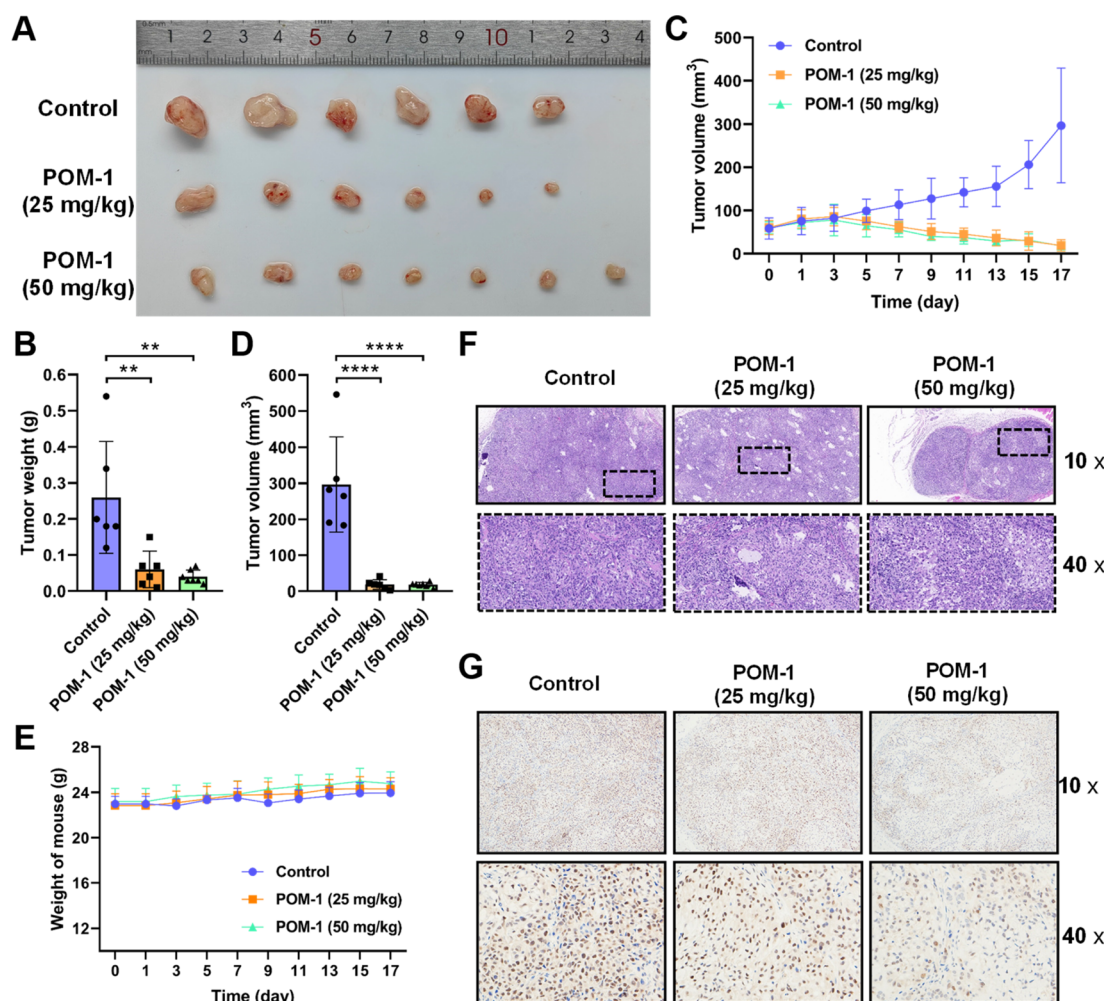 A
0.5mm
1 2 3 4 5 6 7 8 9 10 1 2 3 4
mm
Control
POM-1
(25 mg/kg)
POM-1
(50 mg/kg)
C
Tumor volume (mm³)
500
400
300
200
100
0
Control
POM-1 (25 mg/kg)
POM-1 (50 mg/kg)
0 1 3 5 7 9 11 13 15 17
Time (day)
B
Tumor weight (g)
**
**
0.6
0.5
0.4
0.3
0.2
0.1
0.0
Control
POM-1 (25 mg/kg)
POM-1 (50 mg/kg)
D
Tumor volume (mm³)
****
****
600
500
400
300
200
100
0
Control
POM-1 (25 mg/kg)
POM-1 (50 mg/kg)
F
Control
POM-1
(25 mg/kg)
POM-1
(50 mg/kg)
10 x
40 x
E
Weight of mouse (g)
28
24
20
16
12
Control
POM-1 (25 mg/kg)
POM-1 (50 mg/kg)
0 1 3 5 7 9 11 13 15 17
Time (day)
G
Control
POM-1
(25 mg/kg)
POM-1
(50 mg/kg)
10 x
40 x